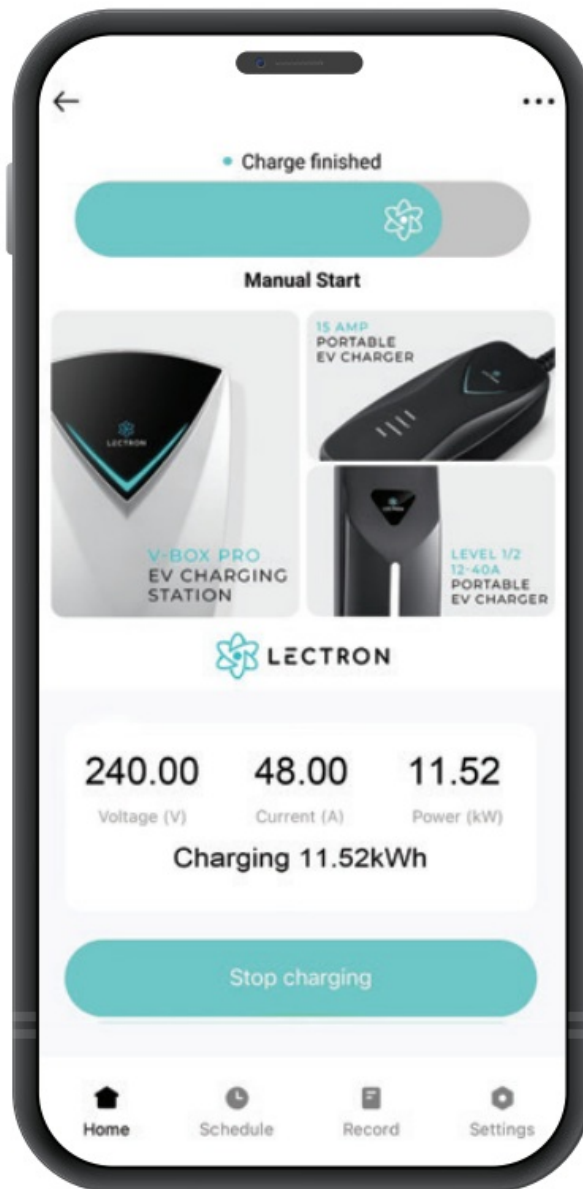 Charge finished
Manual Start
LECTRON
V-BOX PRO
EV CHARGING
STATION
15 AMP
PORTABLE
EV CHARGER
LEVEL 1/2
12-40A
PORTABLE
EV CHARGER
LECTRON
240.00 48.00 11.52
Voltage (V) Current (A) Power (kW)
Charging 11.52kWh
Stop charging
Home Schedule Record Settings